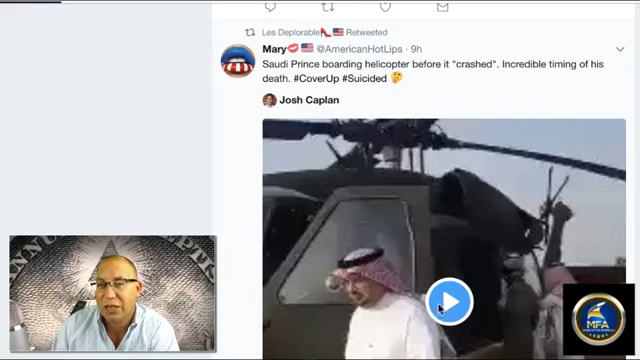 Les Deplorable👠🇺🇸 Retweeted
Mary💋🇺🇸 @AmericanHotLips · 9h
Saudi Prince boarding helicopter before it "crashed". Incredible timing of his
death. #CoverUp #Suicided 🤔
Josh Caplan
MFA